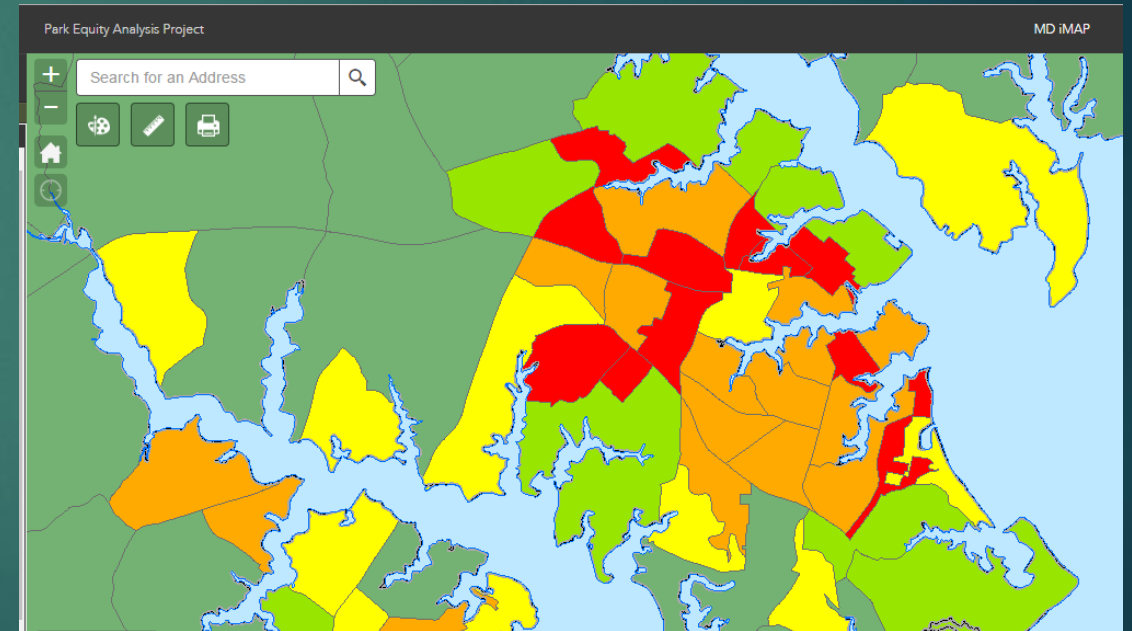 Park Equity Analysis Project
MD iMAP
+
Search for an Address
−